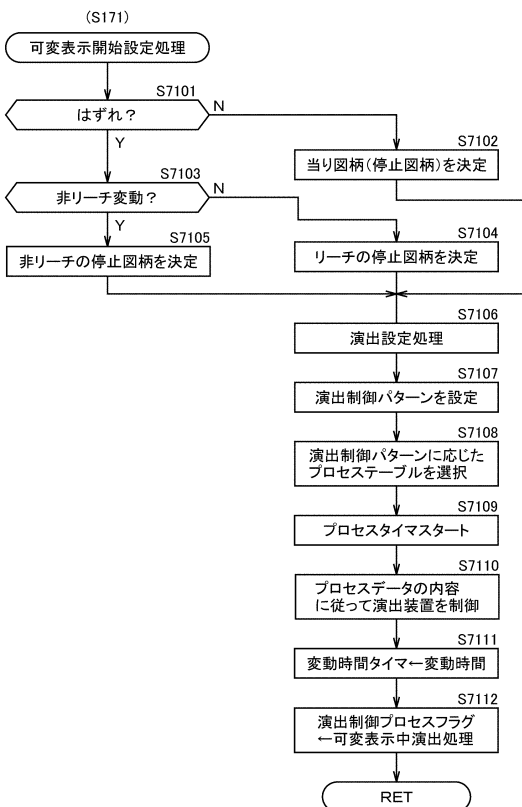 (S171)
可変表示開始設定処理
S7101
はずれ？
N
Y
S7102
当り図柄(停止図柄)を決定
S7103
非リーチ変動？
N
Y
S7105
非リーチの停止図柄を決定
S7104
リーチの停止図柄を決定
S7106
演出設定処理
S7107
演出制御パターンを設定
S7108
演出制御パターンに応じた
プロセステーブルを選択
S7109
プロセスタイマスタート
S7110
プロセスデータの内容
に従って演出装置を制御
S7111
変動時間タイマ←変動時間
S7112
演出制御プロセスフラグ
←可変表示中演出処理
RET